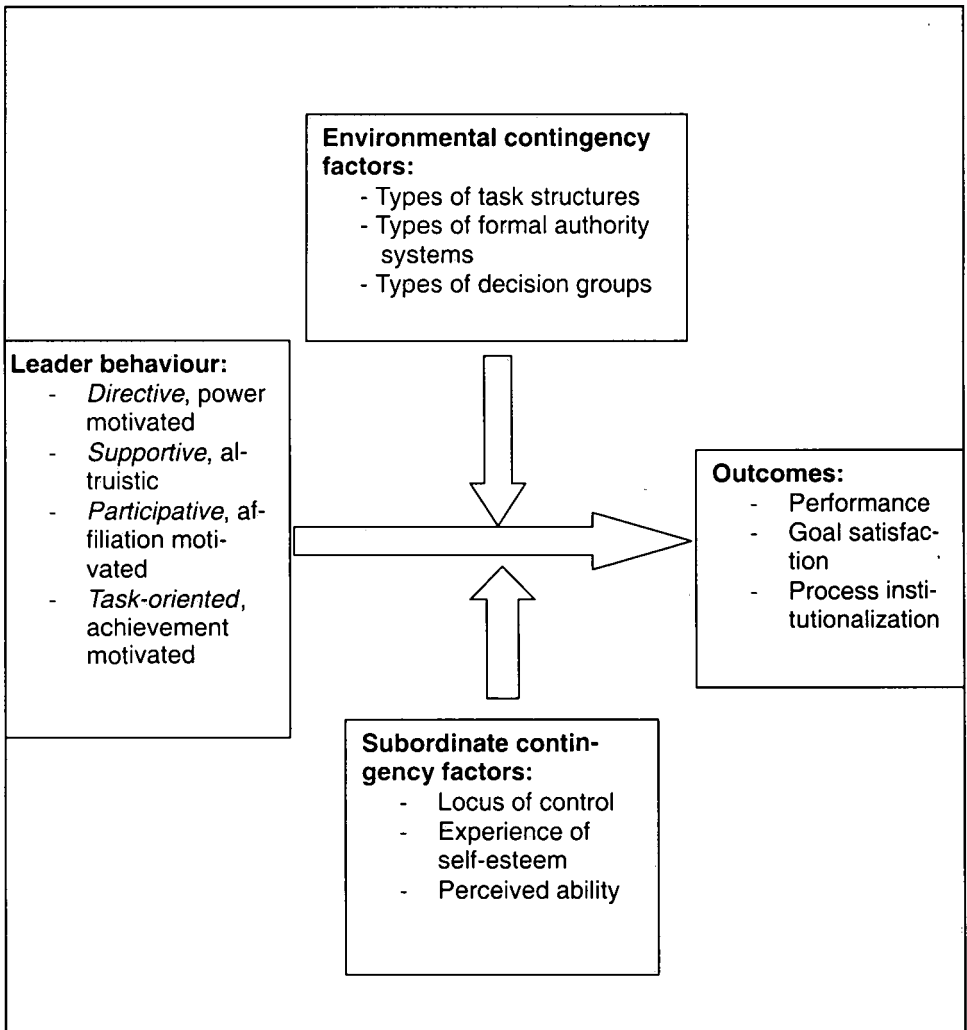 Environmental contingency
factors:
- Types of task structures
- Types of formal authority
systems
- Types of decision groups
Leader behaviour:
- Directive, power
motivated
- Supportive, al-
truistic
- Participative, af-
filiation moti-
vated
- Task-oriented,
achievement
motivated
Outcomes:
- Performance
- Goal satisfac-
tion
- Process insti-
tutionalization
Subordinate contin-
gency factors:
- Locus of control
- Experience of
self-esteem
- Perceived ability